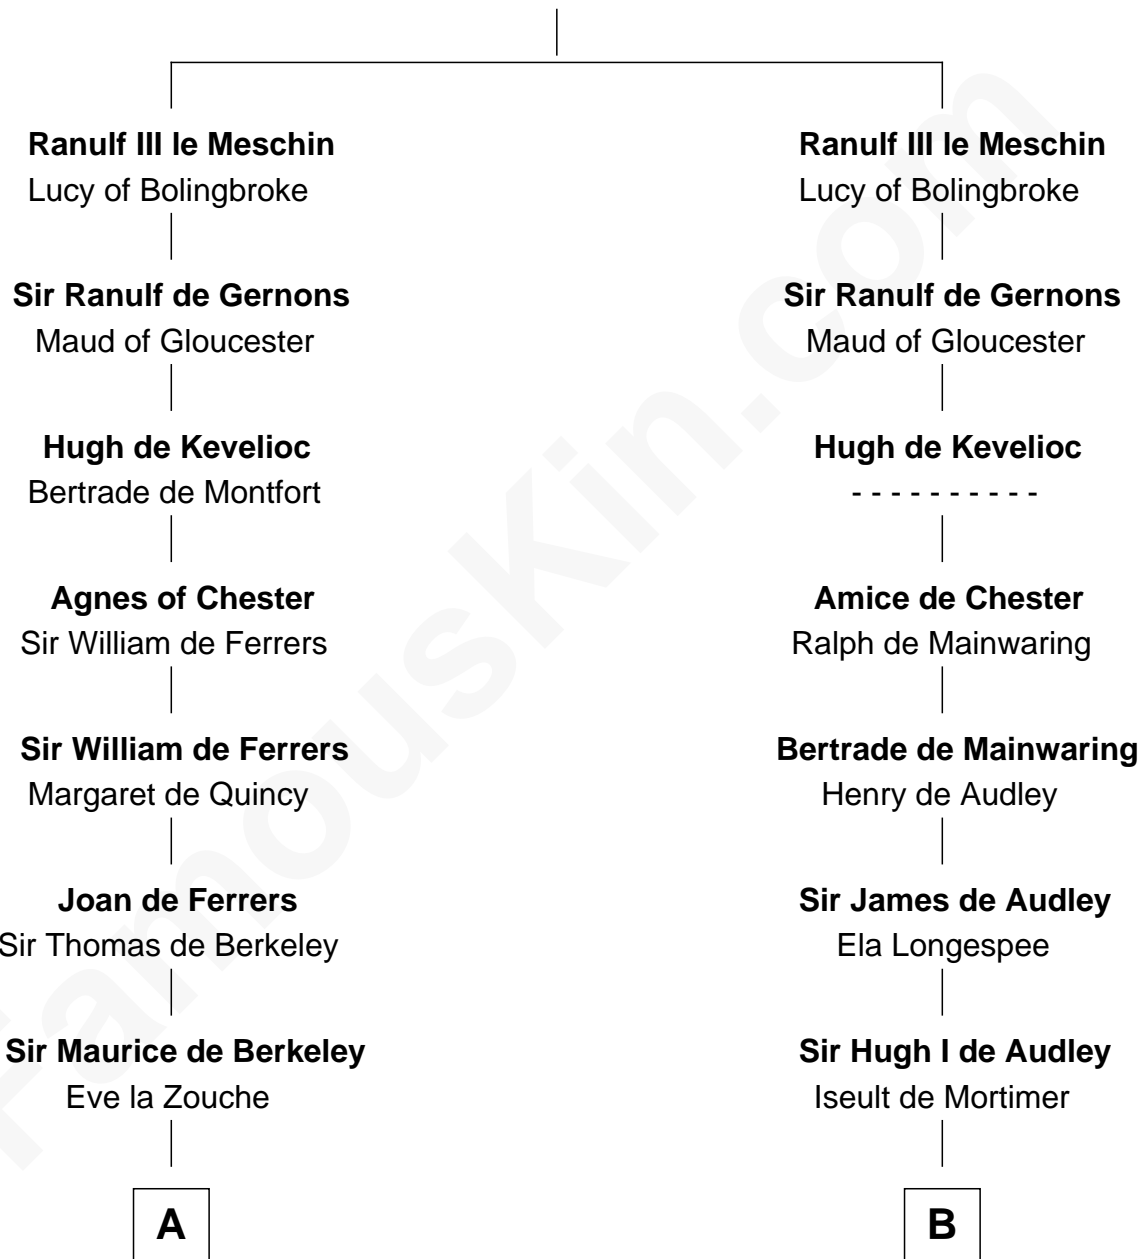 Ranulf III le Meschin
Lucy of Bolingbroke
Sir Ranulf de Gernons
Maud of Gloucester
Hugh de Kevelioc
Bertrade de Montfort
Agnes of Chester
Sir William de Ferrers
Sir William de Ferrers
Margaret de Quincy
Joan de Ferrers
Sir Thomas de Berkeley
Sir Maurice de Berkeley
Eve la Zouche
A
Ranulf III le Meschin
Lucy of Bolingbroke
Sir Ranulf de Gernons
Maud of Gloucester
Hugh de Kevelioc
- - - - - - - - - -
Amice de Chester
Ralph de Mainwaring
Bertrade de Mainwaring
Henry de Audley
Sir James de Audley
Ela Longespee
Sir Hugh I de Audley
Iseult de Mortimer
B
FamousKin.com